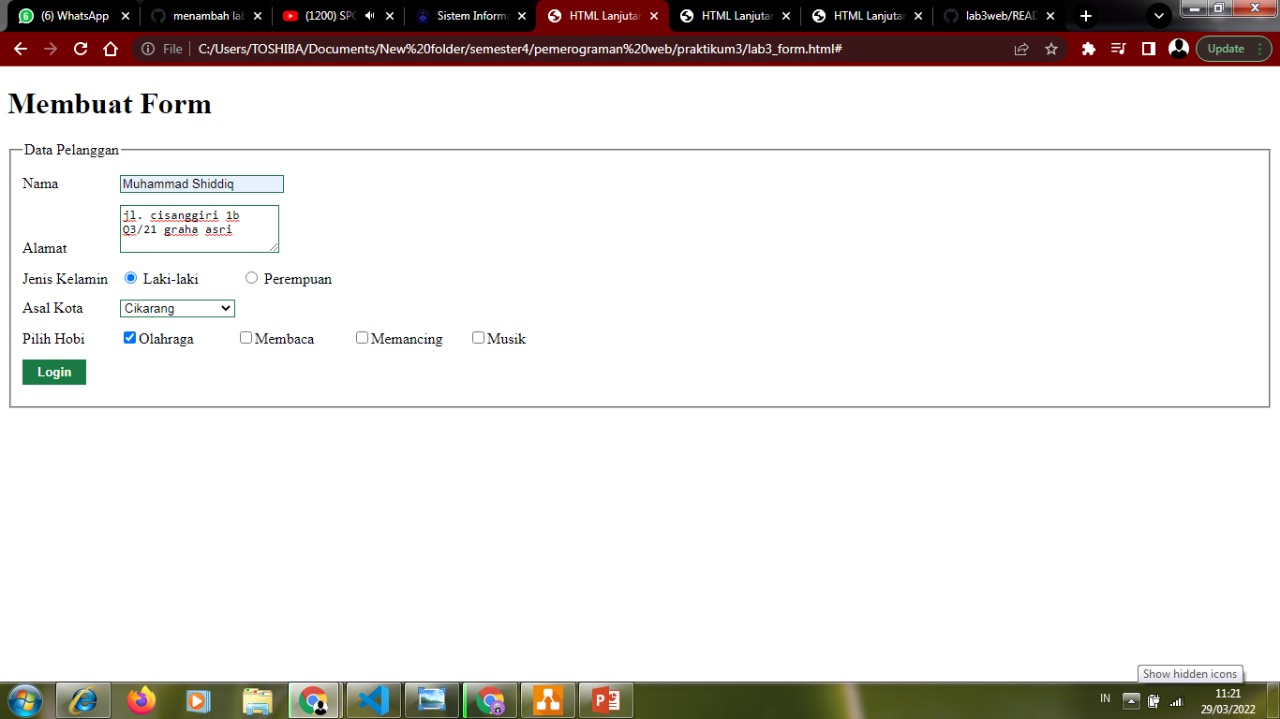 (6) WhatsApp
menambah la
(1200) SPO
Sistem Informa
HTML Lanjutan
HTML Lanjutan
HTML Lanjutan
lab3web/READ
File
C:/Users/TOSHIBA/Documents/New%20folder/semester4/pemerograman%20web/praktikum3/lab3_form.html#
Update
Membuat Form
Data Pelanggan
Nama Muhammad Shiddiq
jl. cisanggiri 1b
Q3/21 graha asri
Alamat
Jenis Kelamin Laki-laki Perempuan
Asal Kota Cikarang
Pilih Hobi Olahraga Membaca Memancing Musik
Login
Show hidden icons
IN
11:21
29/03/2022